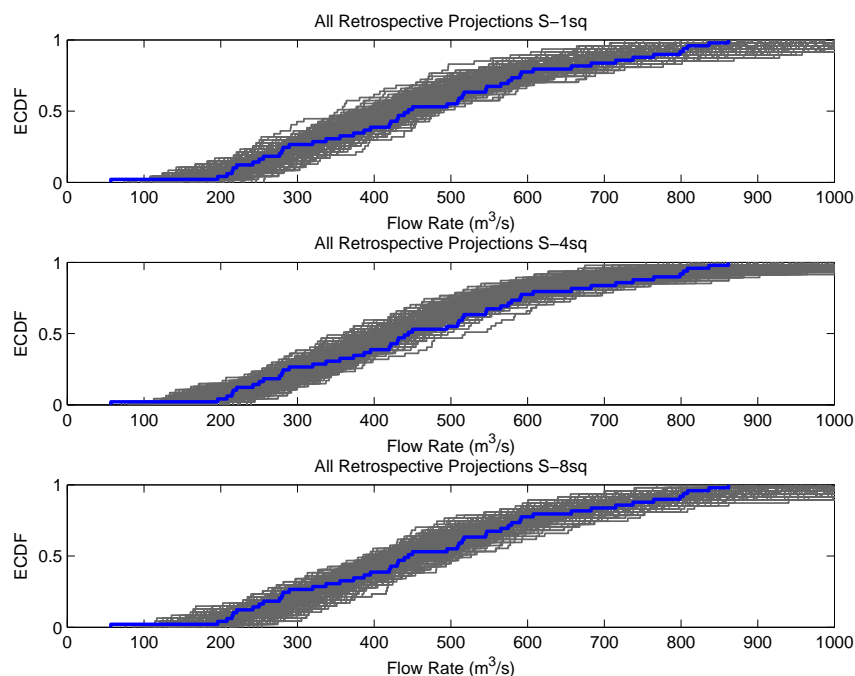 All Retrospective Projections S−1sq
1
0.5
0
ECDF
0 100 200 300 400 500 600 700 800 900 1000
Flow Rate (m³/s)
All Retrospective Projections S−4sq
1
0.5
0
ECDF
0 100 200 300 400 500 600 700 800 900 1000
Flow Rate (m³/s)
All Retrospective Projections S−8sq
1
0.5
0
ECDF
0 100 200 300 400 500 600 700 800 900 1000
Flow Rate (m³/s)